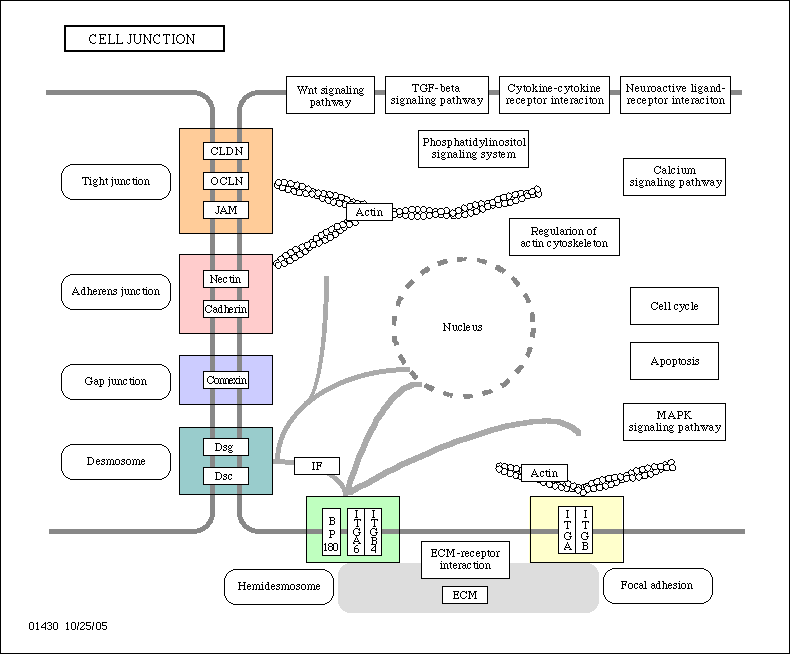 CELL JUNCTION
Wnt signaling
pathway
TGF-beta
signaling pathway
Cytokine-cytokine
receptor interaciton
Neuroactive ligand-
receptor interaciton
Phosphatidylinositol
signaling system
Calcium
signaling pathway
CLDN
Tight junction
OCLN
JAM
Actin
Regularion of
actin cytoskeleton
Nectin
Adherens junction
Cadherin
Cell cycle
Nucleus
Apoptosis
Gap junction
Connexin
MAPK
signaling pathway
Dsg
Desmosome
Dsc
IF
Actin
BP180
ITGA6
ITGB4
ITGA
ITGB
ECM-receptor
interaction
Hemidesmosome
ECM
Focal adhesion
01430 10/25/05